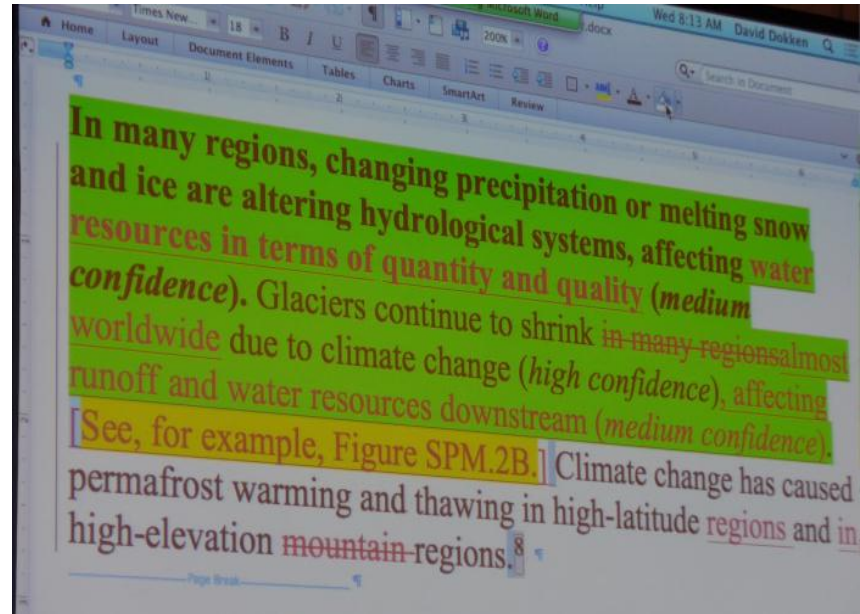 Microsoft Word
.docx
Wed 8:13 AM David Dokken
Times New... 18 B I U 200%
Home Layout Document Elements Tables Charts SmartArt Review
Search in Document
In many regions, changing precipitation or melting snow
and ice are altering hydrological systems, affecting water
resources in terms of quantity and quality (medium
confidence). Glaciers continue to shrink in many regionsalmost
worldwide due to climate change (high confidence), affecting
runoff and water resources downstream (medium confidence).
[See, for example, Figure SPM.2B.] Climate change has caused
permafrost warming and thawing in high-latitude regions and in
high-elevation mountain regions.8
Page Break